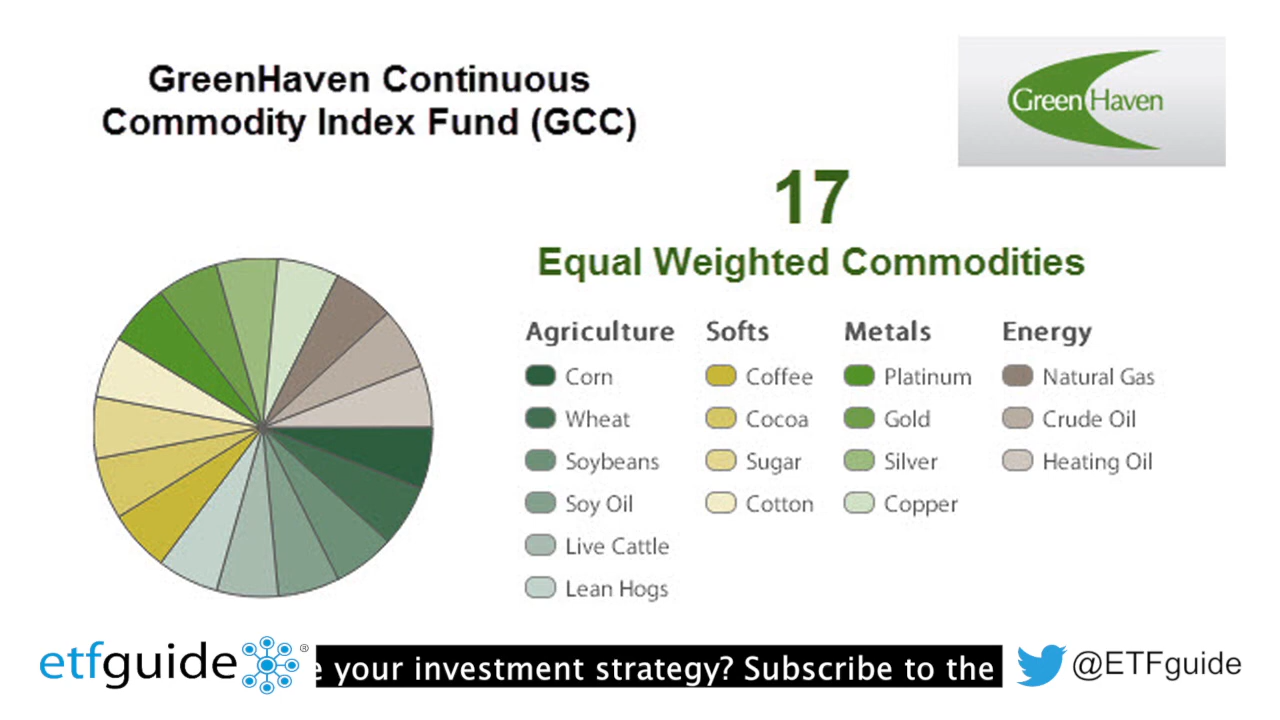 GreenHaven Continuous
Commodity Index Fund (GCC)
GreenHaven
17
Equal Weighted Commodities
Agriculture
Corn
Wheat
Soybeans
Soy Oil
Live Cattle
Lean Hogs
Softs
Coffee
Cocoa
Sugar
Cotton
Metals
Platinum
Gold
Silver
Copper
Energy
Natural Gas
Crude Oil
Heating Oil
etfguide®
e your investment strategy? Subscribe to the
@ETFguide